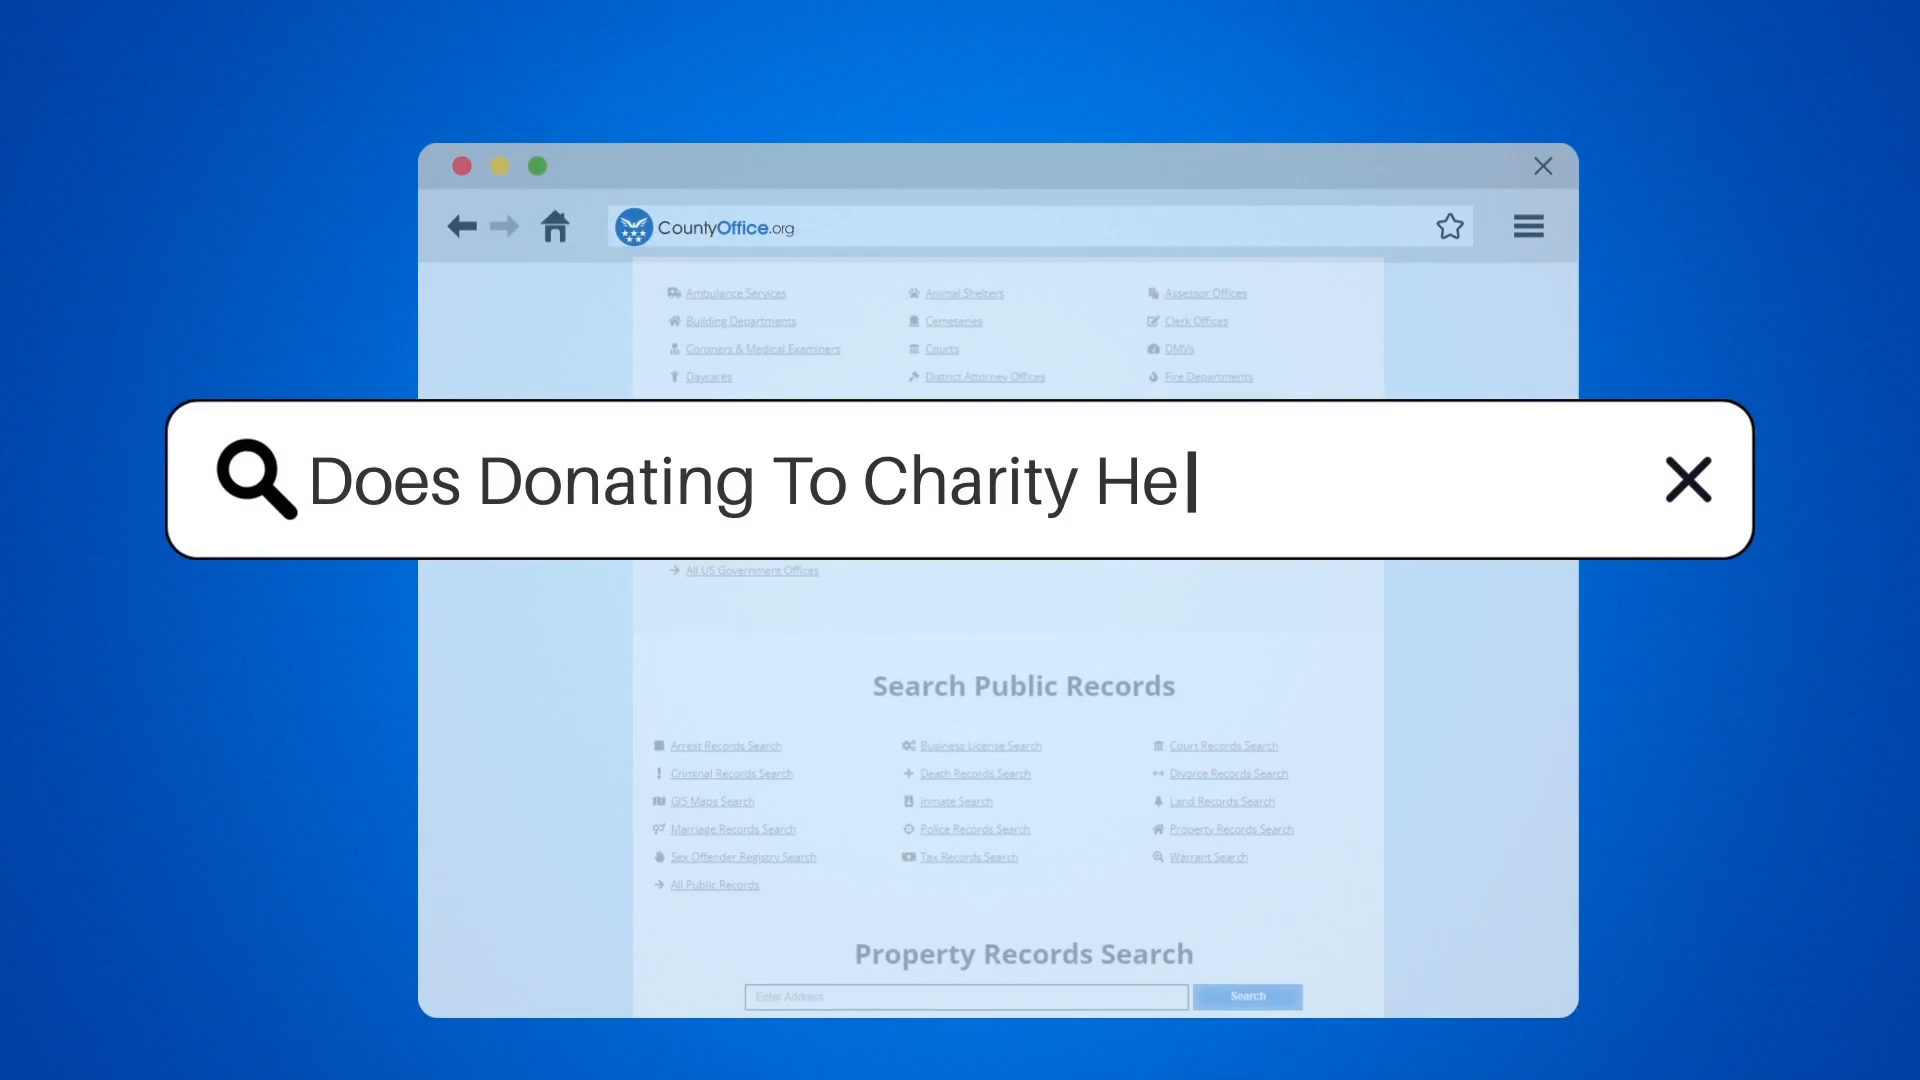 CountyOffice.org
Ambulance Services Animal Shelters Assessor Offices
Building Departments Cemeteries Clerk Offices
Coroners & Medical Examiners Courts DMVs
Daycares District Attorney Offices Fire Departments
Does Donating To Charity He
All US Government Offices
Search Public Records
Arrest Records Search Business License Search Court Records Search
Criminal Records Search Death Records Search Divorce Records Search
GIS Maps Search Inmate Search Land Records Search
Marriage Records Search Police Records Search Property Records Search
Sex Offender Registry Search Tax Records Search Warrant Search
All Public Records
Property Records Search
Enter Address Search